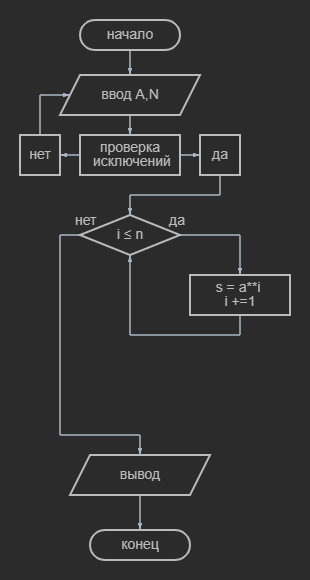 начало
ввод A,N
нет
проверка
исключений
да
нет
да
i ≤ n
s = a**i
i +=1
вывод
конец